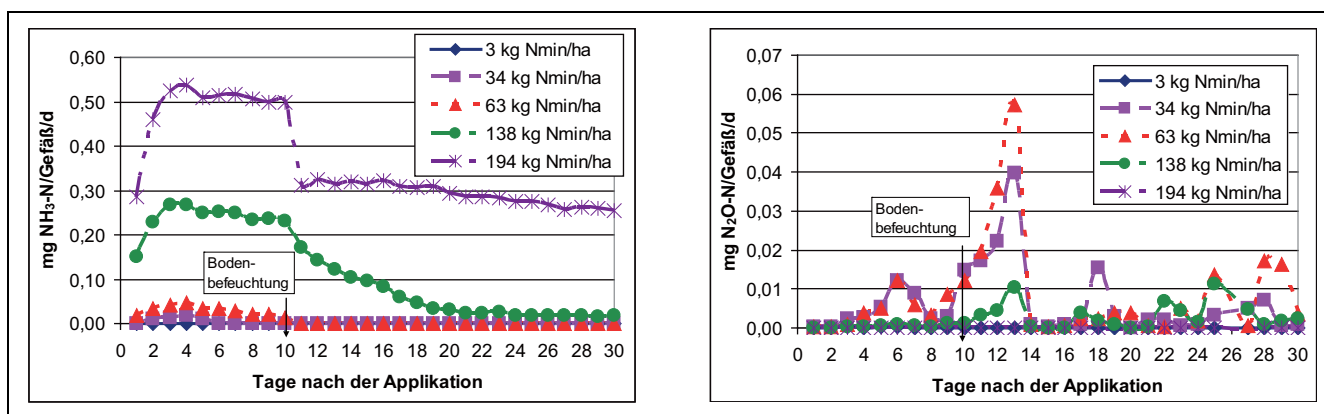 mg NH₃-N/Gefäß/d
0,60
0,50
0,40
0,30
0,20
0,10
0,00
3 kg Nmin/ha
34 kg Nmin/ha
63 kg Nmin/ha
138 kg Nmin/ha
194 kg Nmin/ha
Boden-
befeuchtung
0 2 4 6 8 10 12 14 16 18 20 22 24 26 28 30
Tage nach der Applikation
mg N₂O-N/Gefäß/d
0,07
0,06
0,05
0,04
0,03
0,02
0,01
0,00
3 kg Nmin/ha
34 kg Nmin/ha
63 kg Nmin/ha
138 kg Nmin/ha
194 kg Nmin/ha
Boden-
befeuchtung
0 2 4 6 8 10 12 14 16 18 20 22 24 26 28 30
Tage nach der Applikation